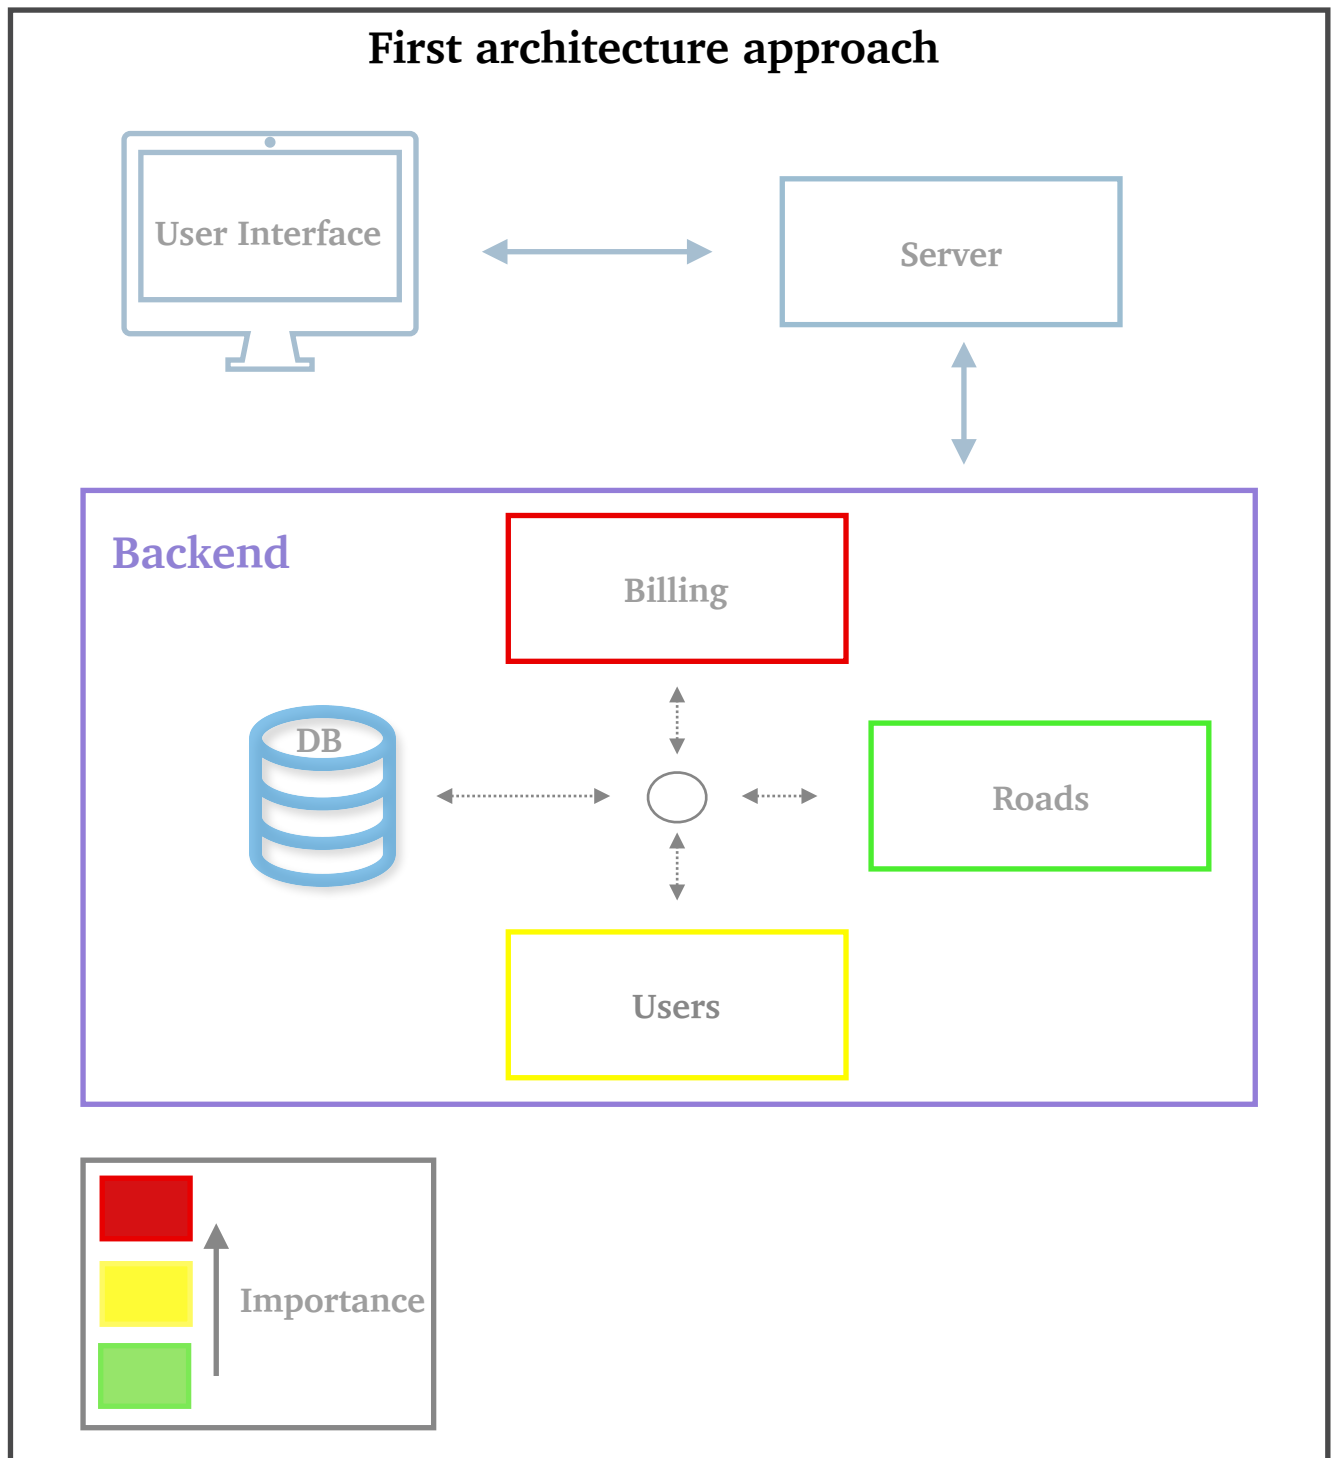 First architecture approach
User Interface
Server
Backend
Billing
DB
Roads
Users
Importance